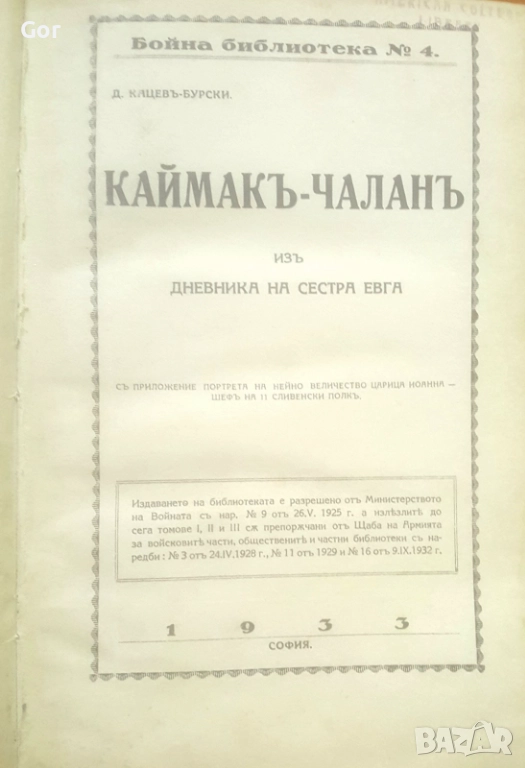 Gor
Бойна библиотека № 4.
Д. КАЦЕВЪ-БУРСКИ.
КАЙМАКЪ-ЧАЛАНЪ
ИЗЪ
ДНЕВНИКА НА СЕСТРА ЕВГА
СЪ ПРИЛОЖЕНИЕ ПОРТРЕТА НА НЕЙНО ВЕЛИЧЕСТВО ЦАРИЦА ИОАННА —
ШЕФЪ НА 11 СЛИВЕНСКИ ПОЛКЪ.
Издаването на библиотеката е разрешено отъ Министерството
на Войната съ нар. № 9 отъ 26.V. 1925 г. а излѣзлитѣ до
сега томове I, II и III сѫ препорѫчани отъ Щаба на Армията
за войсковитѣ части, общественитѣ и частни библиотеки съ на-
редби: № 3 отъ 24.IV.1928 г., № 11 отъ 1929 и № 16 отъ 9.IX.1932 г.
1 9 3 3
СОФИЯ.
BAZAR